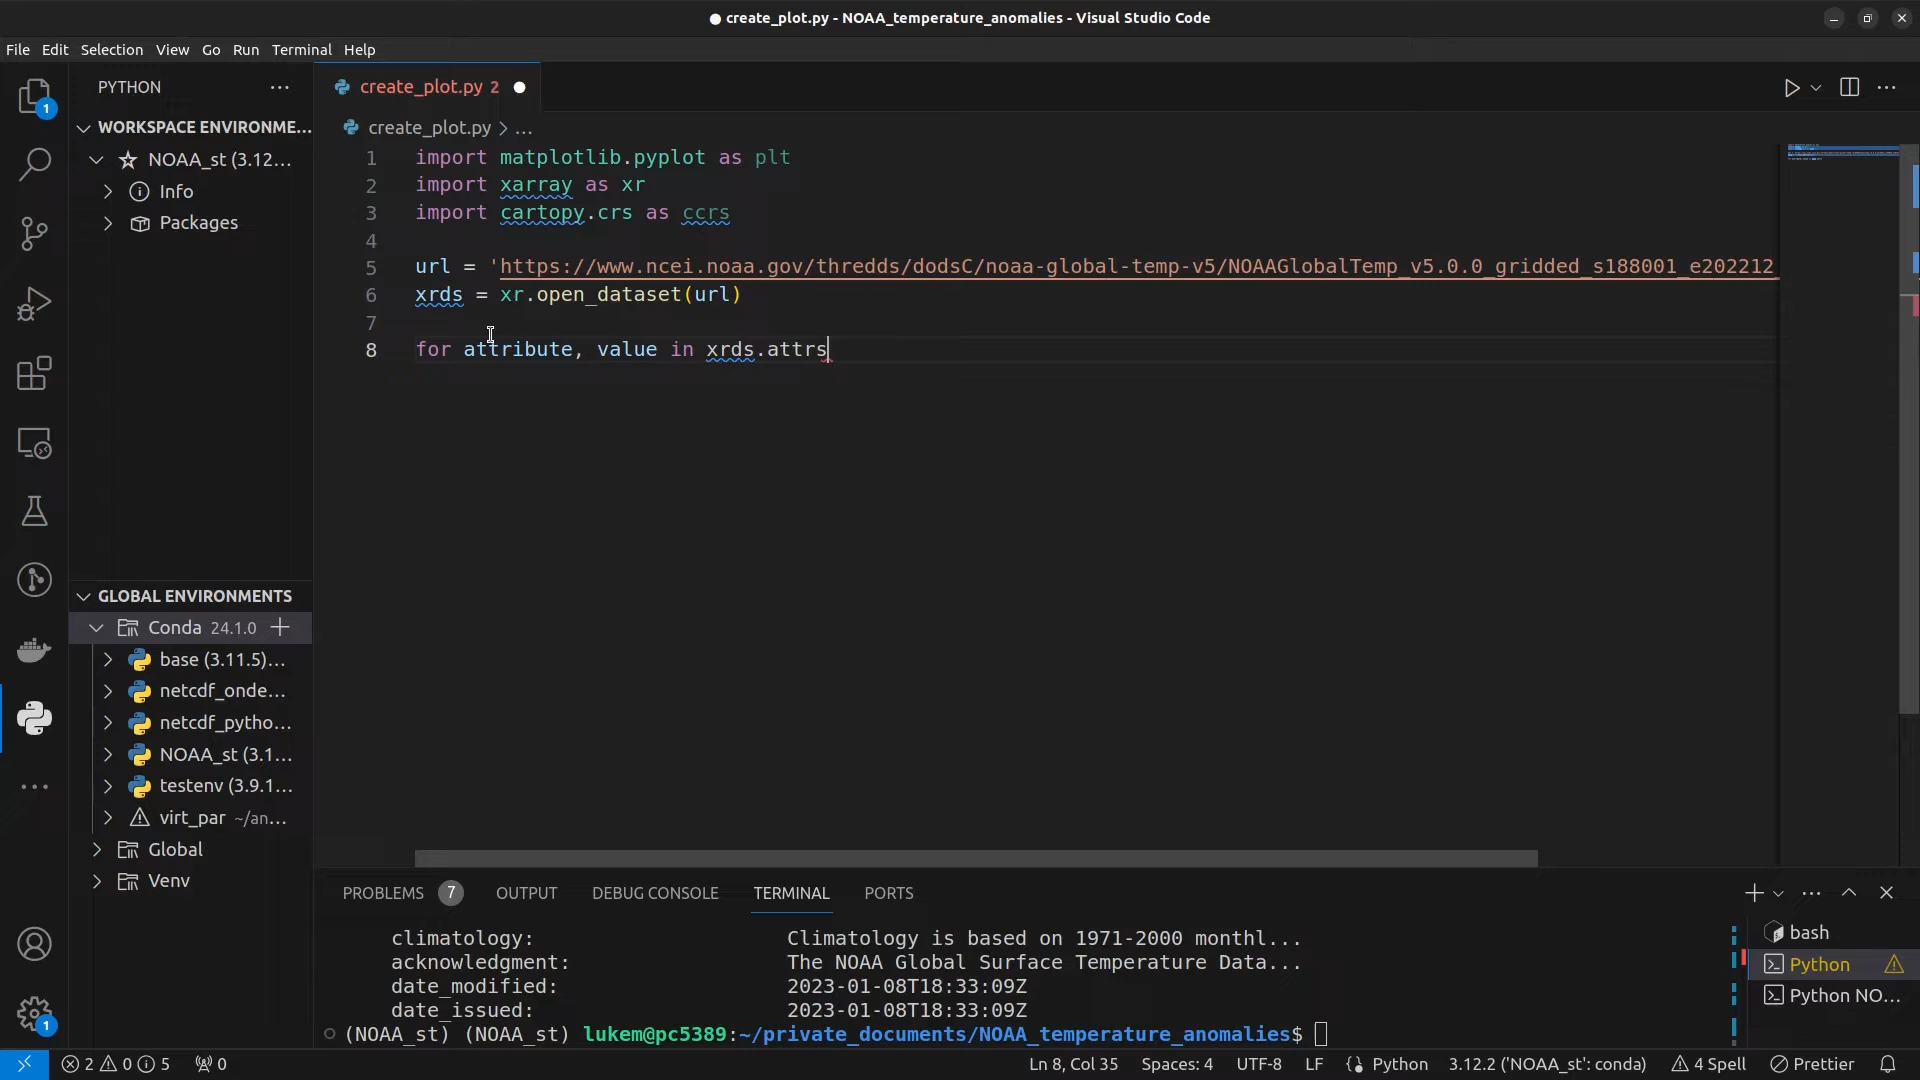 create_plot.py - NOAA_temperature_anomalies - Visual Studio Code
File Edit Selection View Go Run Terminal Help
1
PYTHON
WORKSPACE ENVIRONME...
NOAA_st (3.12...
Info
Packages
GLOBAL ENVIRONMENTS
Conda 24.1.0
base (3.11.5)...
netcdf_onde...
netcdf_pytho...
NOAA_st (3.1...
testenv (3.9.1...
virt_par ~/an...
Global
Venv
1
create_plot.py 2
create_plot.py > ...
1 import matplotlib.pyplot as plt
2 import xarray as xr
3 import cartopy.crs as ccrs
4
5 url = 'https://www.ncei.noaa.gov/thredds/dodsC/noaa-global-temp-v5/NOAAGlobalTemp_v5.0.0_gridded_s188001_e202212_
6 xrds = xr.open_dataset(url)
7
8 for attribute, value in xrds.attrs
PROBLEMS 7 OUTPUT DEBUG CONSOLE TERMINAL PORTS
climatology: Climatology is based on 1971-2000 monthl...
acknowledgment: The NOAA Global Surface Temperature Data...
date_modified: 2023-01-08T18:33:09Z
date_issued: 2023-01-08T18:33:09Z
(NOAA_st) (NOAA_st) lukem@pc5389:~/private_documents/NOAA_temperature_anomalies$
bash
Python
Python NO...
2 0 5 0 Ln 8, Col 35 Spaces: 4 UTF-8 LF Python 3.12.2 ('NOAA_st': conda) 4 Spell Prettier